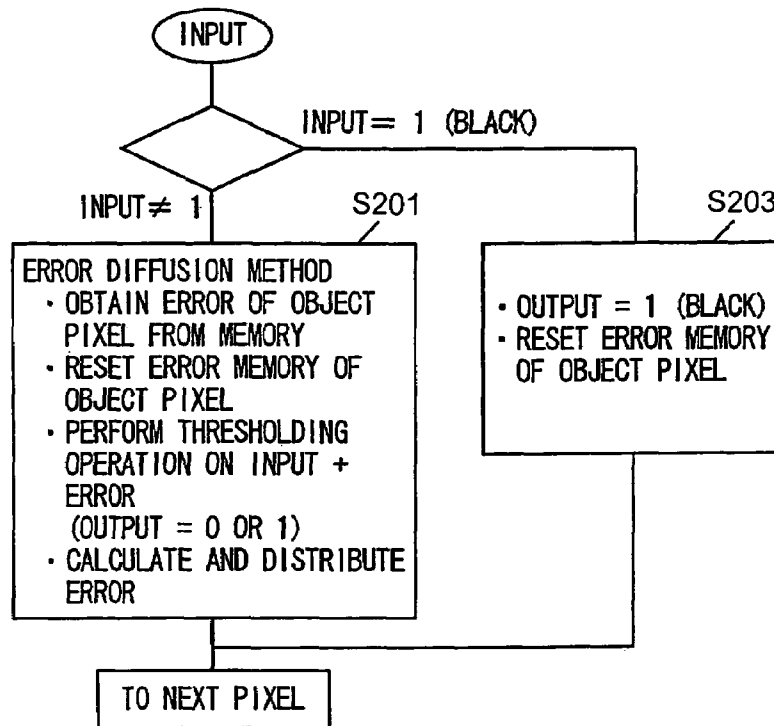 INPUT
INPUT = 1 (BLACK)
INPUT ≠ 1
S201
S203
ERROR DIFFUSION METHOD
· OBTAIN ERROR OF OBJECT
PIXEL FROM MEMORY
· RESET ERROR MEMORY OF
OBJECT PIXEL
· PERFORM THRESHOLDING
OPERATION ON INPUT +
ERROR
(OUTPUT = 0 OR 1)
· CALCULATE AND DISTRIBUTE
ERROR
· OUTPUT = 1 (BLACK)
· RESET ERROR MEMORY
OF OBJECT PIXEL
TO NEXT PIXEL